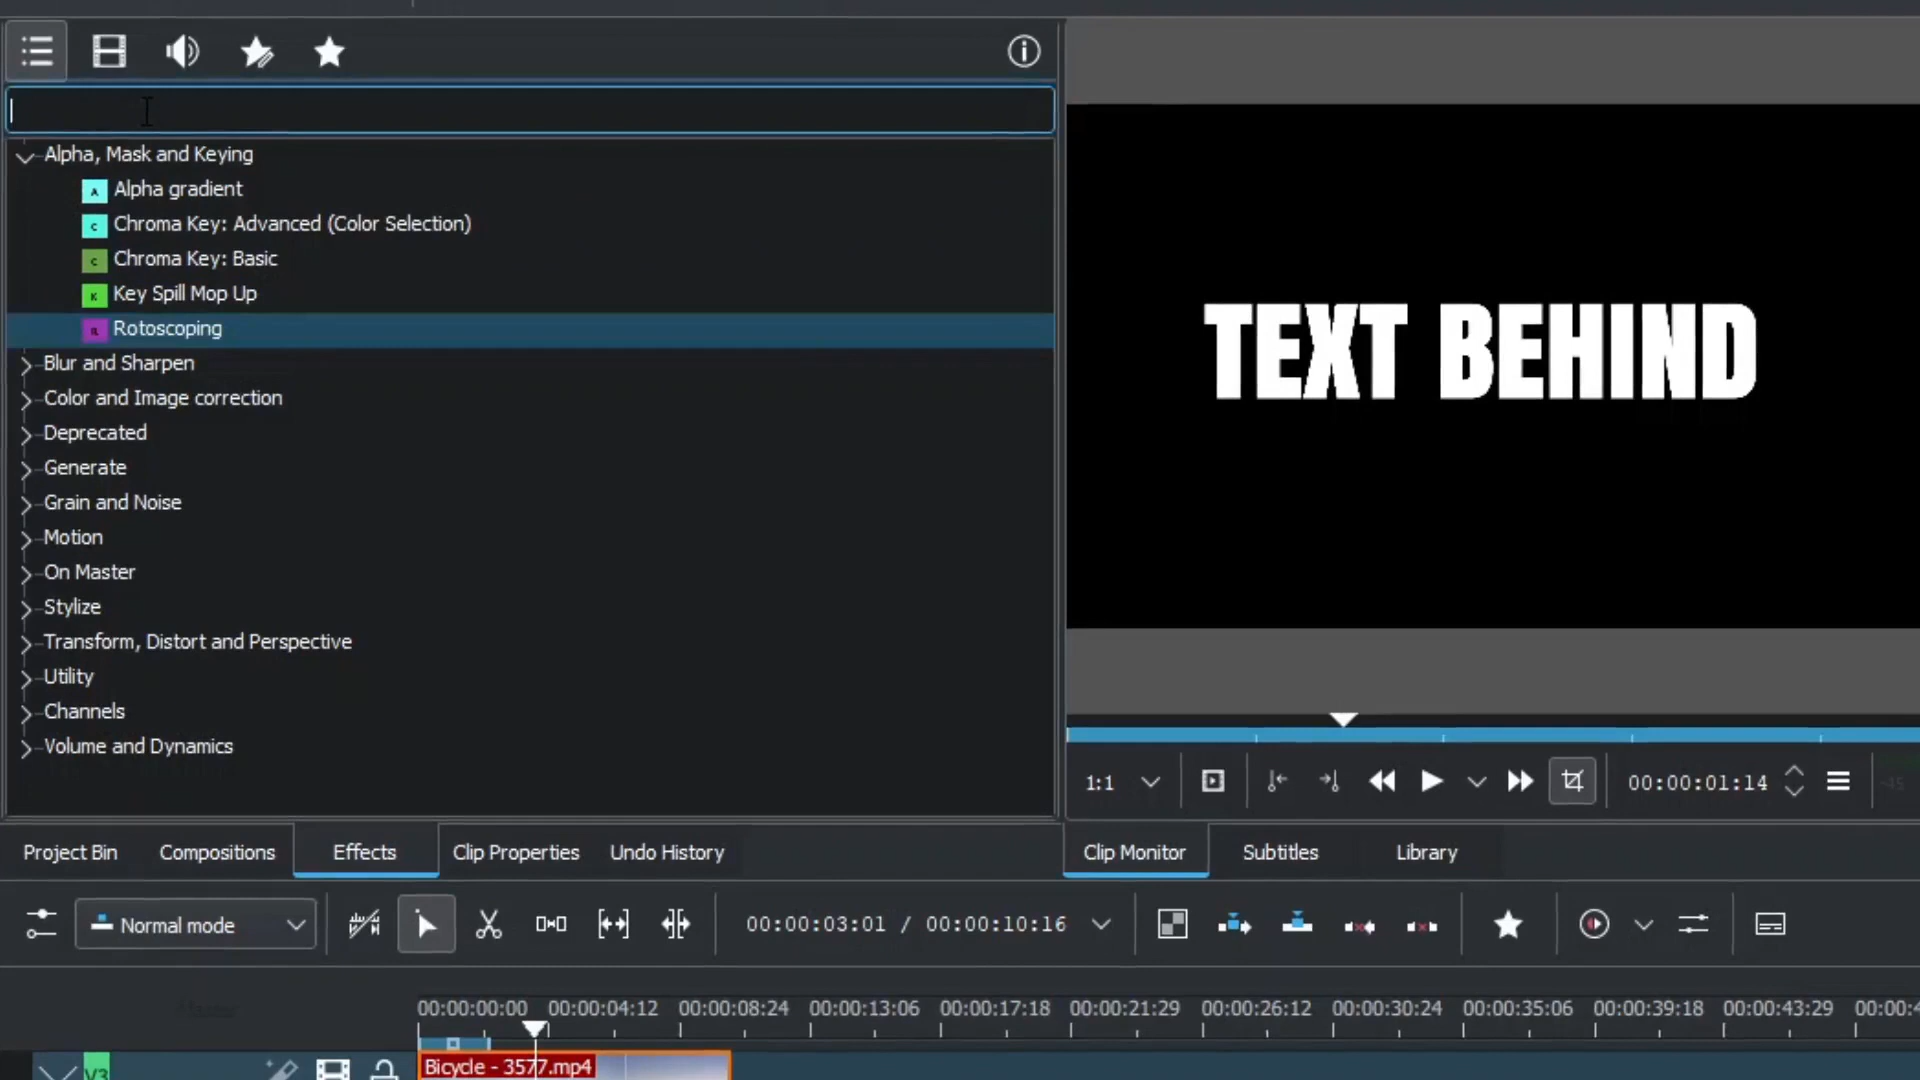 Alpha, Mask and Keying
A Alpha gradient
C Chroma Key: Advanced (Color Selection)
C Chroma Key: Basic
K Key Spill Mop Up
Rotoscoping
Blur and Sharpen
Color and Image correction
Deprecated
Generate
Grain and Noise
Motion
On Master
Stylize
Transform, Distort and Perspective
Utility
Channels
Volume and Dynamics
TEXT BEHIND
1:1
00:00:01:14
-45
Project Bin Compositions Effects Clip Properties Undo History
Clip Monitor Subtitles Library
Normal mode
00:00:03:01 / 00:00:10:16
Master
00:00:00:00 00:00:04:12 00:00:08:24 00:00:13:06 00:00:17:18 00:00:21:29 00:00:26:12 00:00:30:24 00:00:35:06 00:00:39:18 00:00:43:29 00:00:4
V3
Bicycle - 3577.mp4